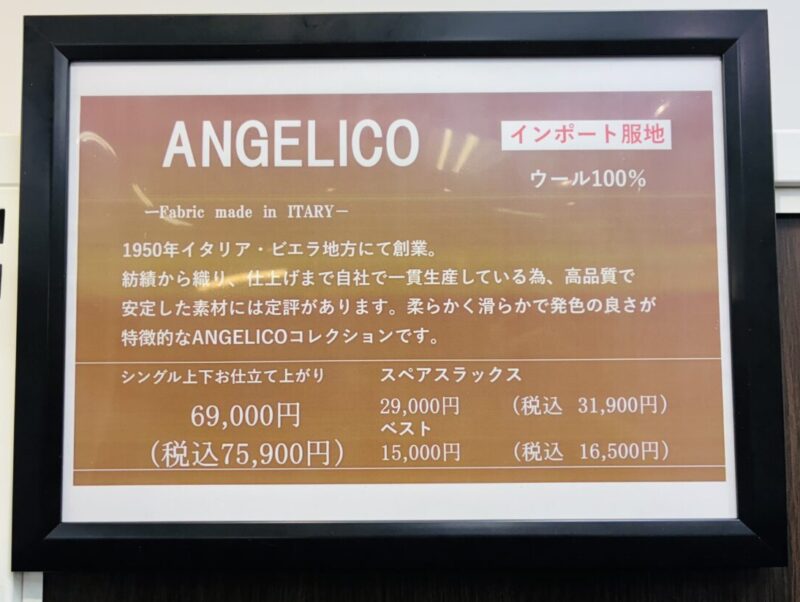 ANGELICO
インポート服地
ウール100%
ーFabric made in ITARYー
1950年イタリア・ビエラ地方にて創業。
紡績から織り、仕上げまで自社で一貫生産している為、高品質で
安定した素材には定評があります。柔らかく滑らかで発色の良さが
特徴的なANGELICOコレクションです。
シングル上下お仕立て上がり
69,000円
(税込75,900円)
スペアスラックス
29,000円 (税込 31,900円)
ベスト
15,000円 (税込 16,500円)